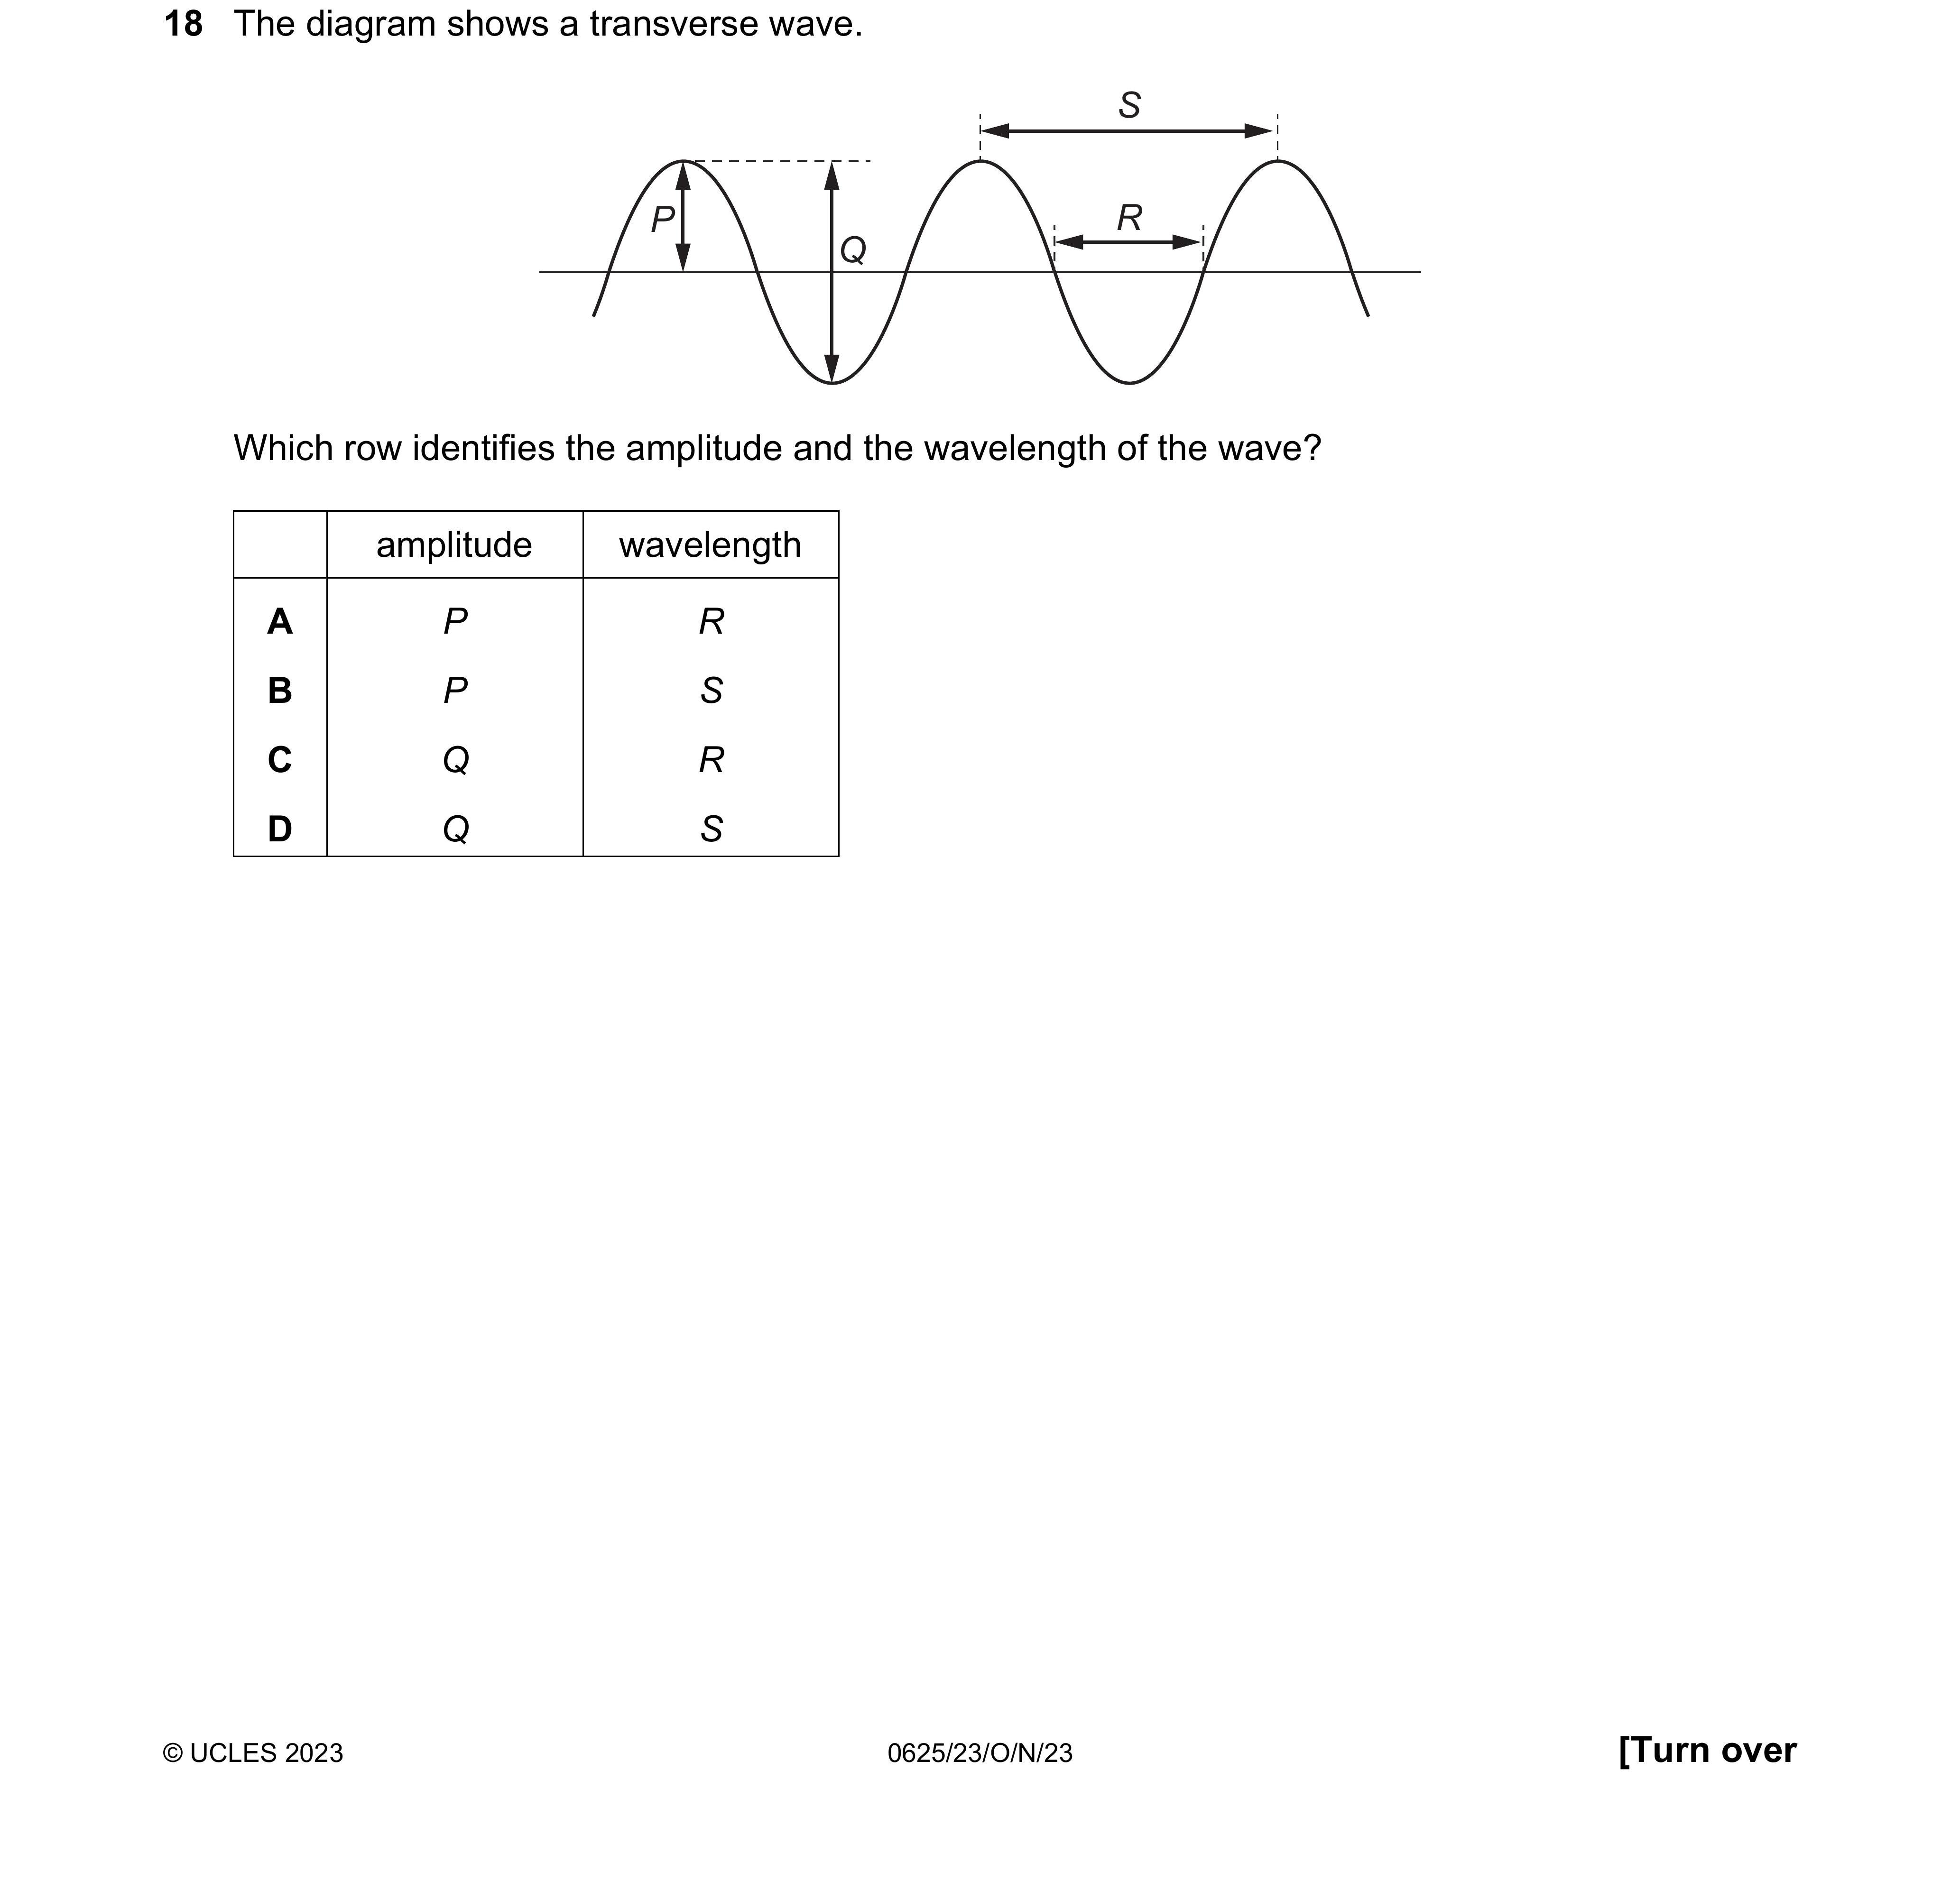 18 The diagram shows a transverse wave.
S
P
R
Q
Which row identifies the amplitude and the wavelength of the wave?
amplitude wavelength
A P R
B P S
C Q R
D Q S
© UCLES 2023 0625/23/O/N/23 [Turn over